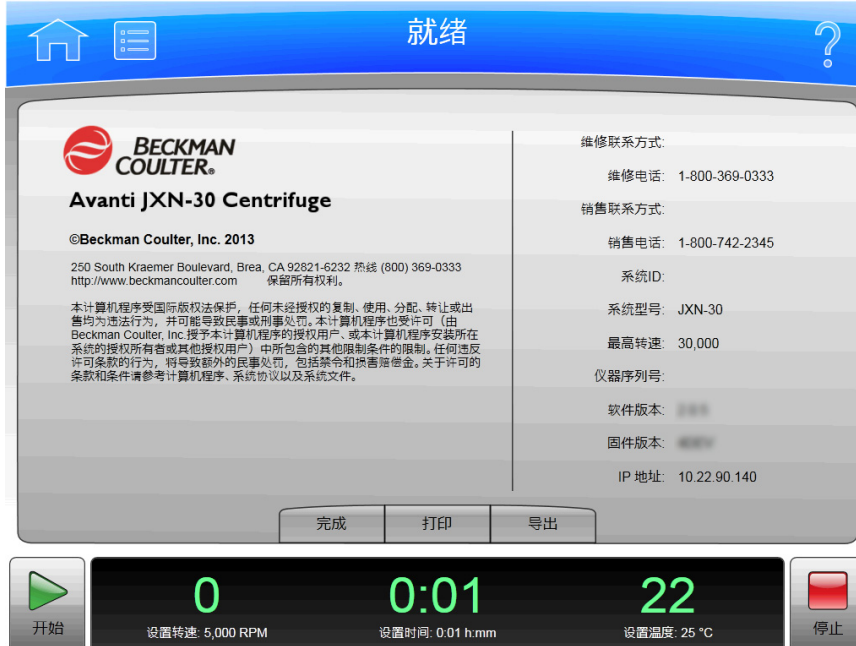 就绪
?
BECKMAN
COULTER®
Avanti JXN-30 Centrifuge
©Beckman Coulter, Inc. 2013
250 South Kraemer Boulevard, Brea, CA 92821-6232 热线 (800) 369-0333
http://www.beckmancoulter.com 保留所有权利。
本计算机程序受国际版权法保护，任何未经授权的复制、使用、分配、转让或出
售均为违法行为，并可能导致民事或刑事处罚。本计算机程序也受许可（由
Beckman Coulter, Inc.授予本计算机程序的授权用户、或本计算机程序安装所在
系统的授权所有者或其他授权用户）中所包含的其他限制条件的限制。任何违反
许可条款的行为，将导致额外的民事处罚，包括禁令和损害赔偿金。关于许可的
条款和条件请参考计算机程序、系统协议以及系统文件。
维修联系方式:
维修电话: 1-800-369-0333
销售联系方式:
销售电话: 1-800-742-2345
系统ID:
系统型号: JXN-30
最高转速: 30,000
仪器序列号:
软件版本:
固件版本:
IP 地址: 10.22.90.140
完成 打印 导出
开始
0
设置转速: 5,000 RPM
0:01
设置时间: 0:01 h:mm
22
设置温度: 25 °C
停止